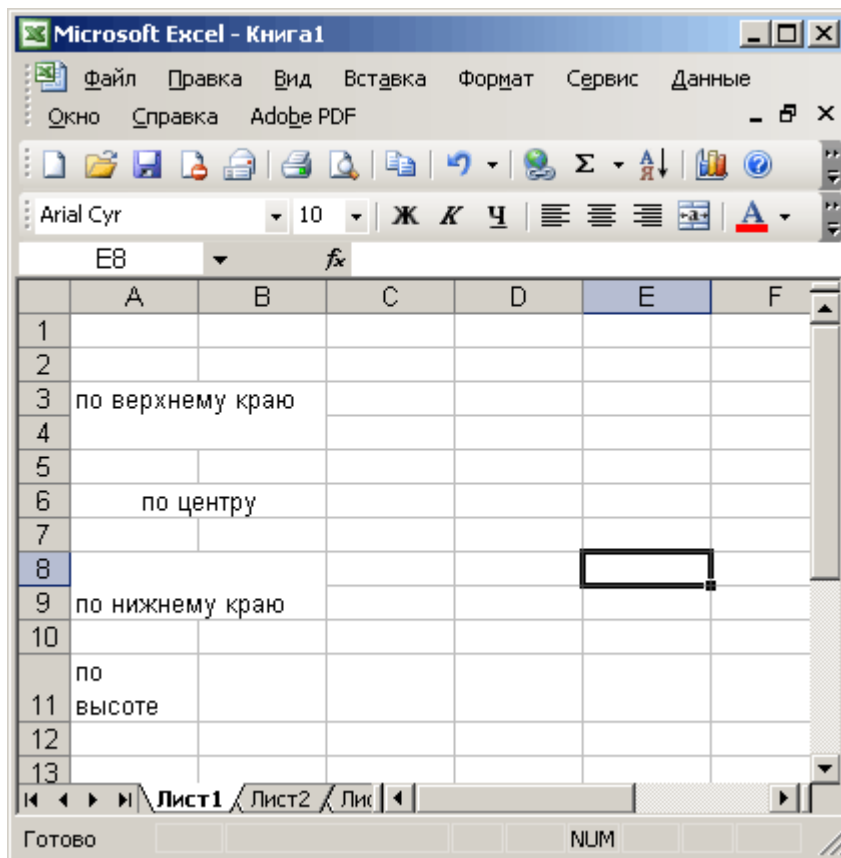 Microsoft Excel - Книга1
Файл Правка Вид Вставка Формат Сервис Данные
Окно Справка Adobe PDF
Arial Cyr 10 Ж К Ч A
E8 fx
A B C D E F
1
2
3 по верхнему краю
4
5
6 по центру
7
8
9 по нижнему краю
10
по
11 высоте
12
13
Лист1 Лист2 Лис
Готово NUM